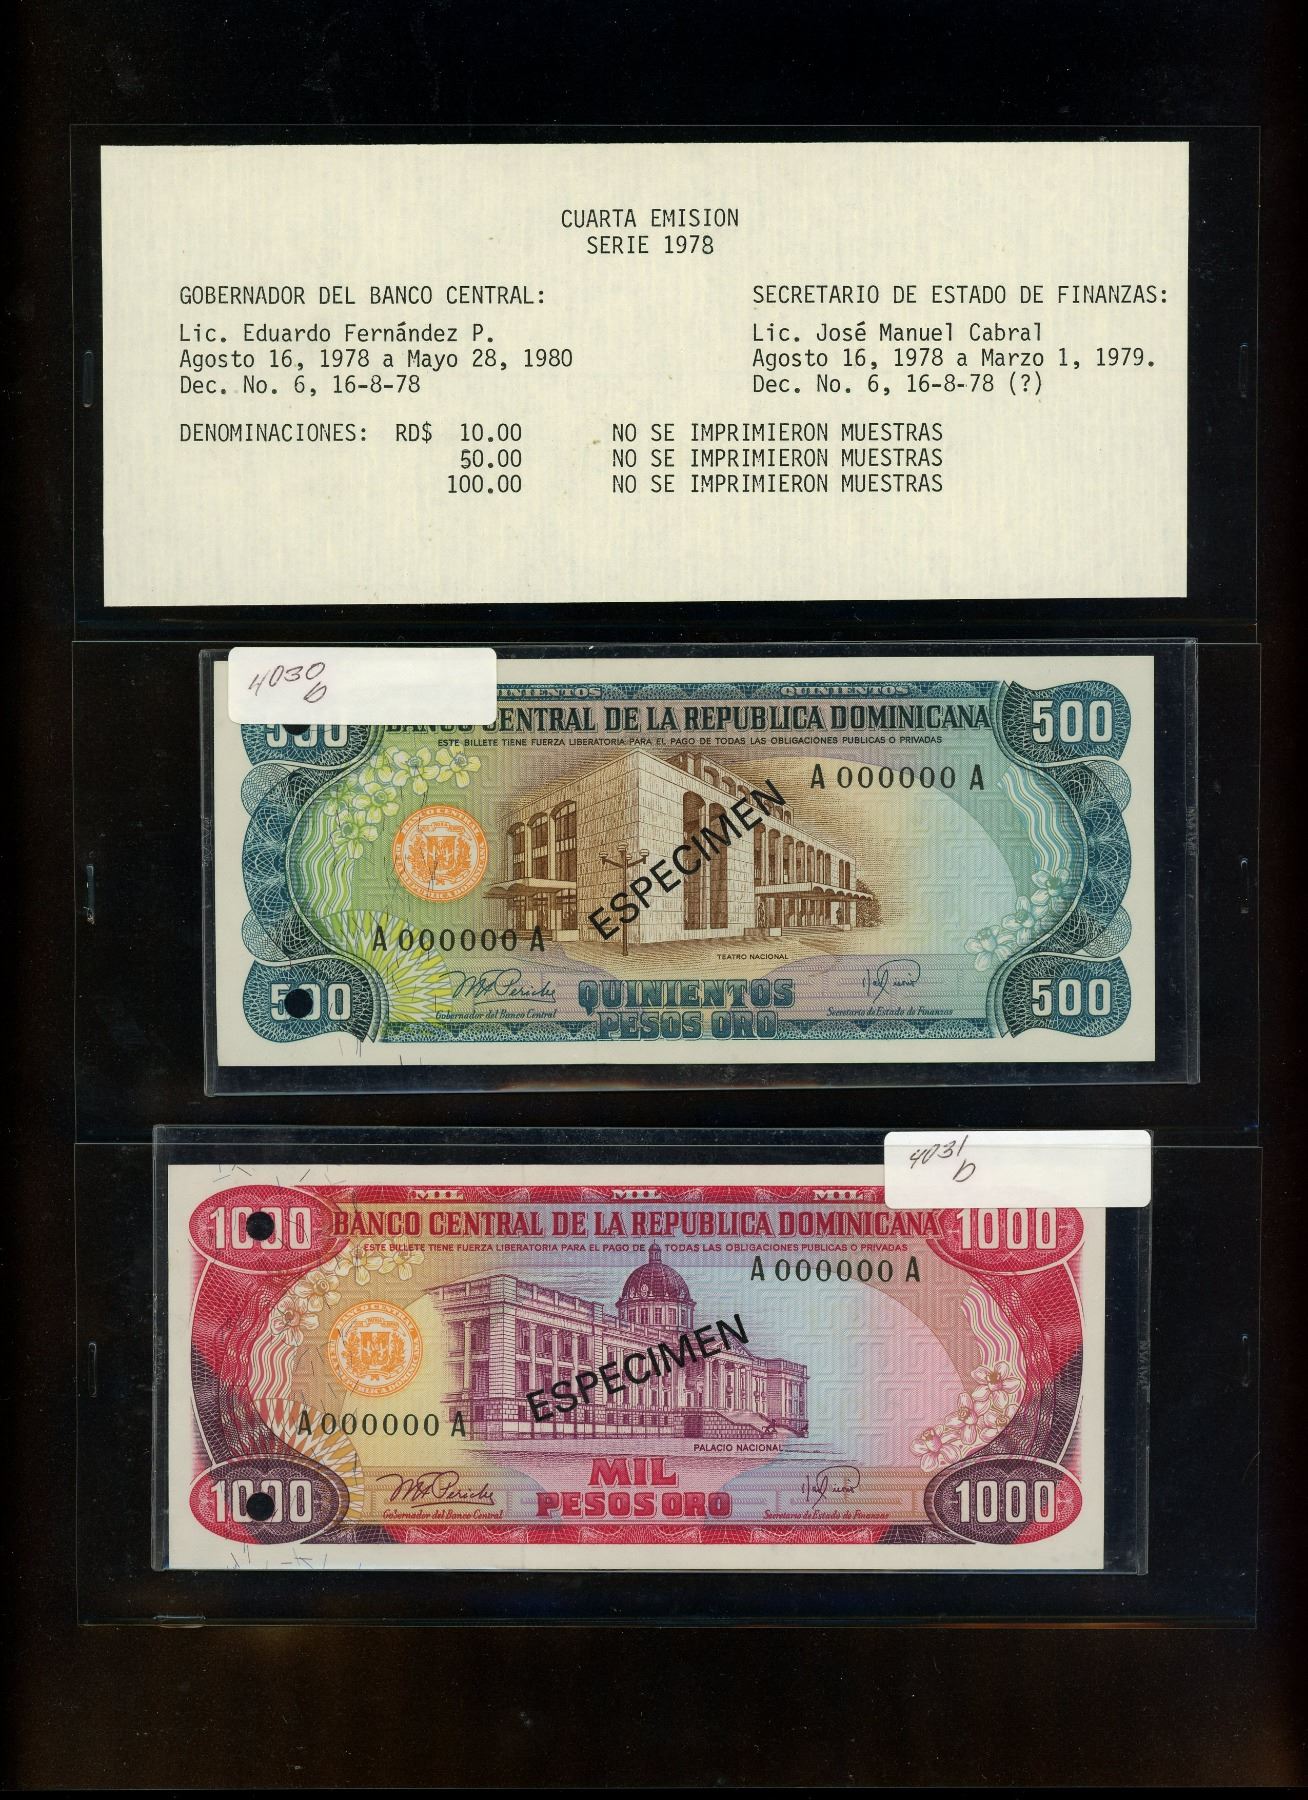 CUARTA EMISION
SERIE 1978
GOBERNADOR DEL BANCO CENTRAL:
Lic. Eduardo Fernández P.
Agosto 16, 1978 a Mayo 28, 1980
Dec. No. 6, 16-8-78
SECRETARIO DE ESTADO DE FINANZAS:
Lic. José Manuel Cabral
Agosto 16, 1978 a Marzo 1, 1979.
Dec. No. 6, 16-8-78 (?)
DENOMINACIONES: RD$ 10.00 NO SE IMPRIMIERON MUESTRAS
50.00 NO SE IMPRIMIERON MUESTRAS
100.00 NO SE IMPRIMIERON MUESTRAS
4030
b
QUINIENTOS QUINIENTOS
500 BANCO CENTRAL DE LA REPUBLICA DOMINICANA 500
ESTE BILLETE TIENE FUERZA LIBERATORIA PARA EL PAGO DE TODAS LAS OBLIGACIONES PUBLICAS O PRIVADAS
A 000000 A
ESPECIMEN
A 000000 A
TEATRO NACIONAL
500 QUINIENTOS 500
Gobernador del Banco Central
PESOS ORO
Secretario de Estado de Finanzas
4031
b
MIL MIL MIL
1000 BANCO CENTRAL DE LA REPUBLICA DOMINICANA 1000
ESTE BILLETE TIENE FUERZA LIBERATORIA PARA EL PAGO DE TODAS LAS OBLIGACIONES PUBLICAS O PRIVADAS
A 000000 A
ESPECIMEN
A 000000 A
PALACIO NACIONAL
MIL
1000 PESOS ORO 1000
Gobernador del Banco Central
Secretario de Estado de Finanzas